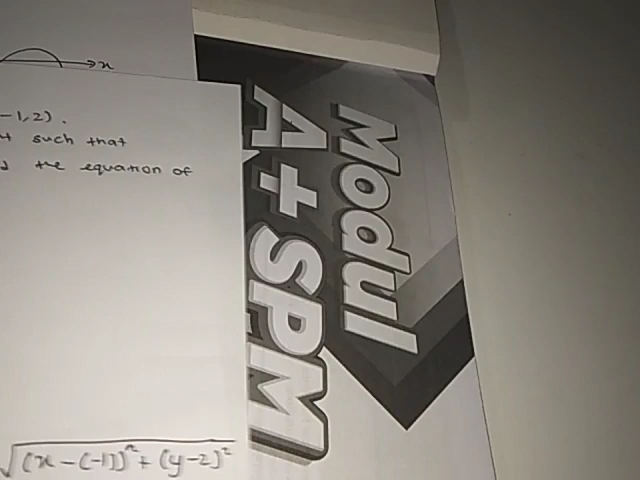 x
-1,2).
such that
the equation of
√(x-(-1))²+(y-2)²
Modul
A+ SPM